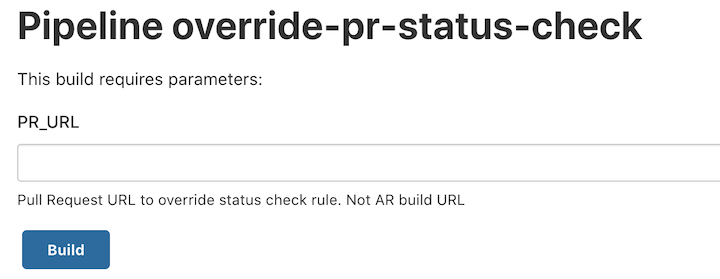 Pipeline override-pr-status-check
This build requires parameters:
PR_URL
Pull Request URL to override status check rule. Not AR build URL
Build